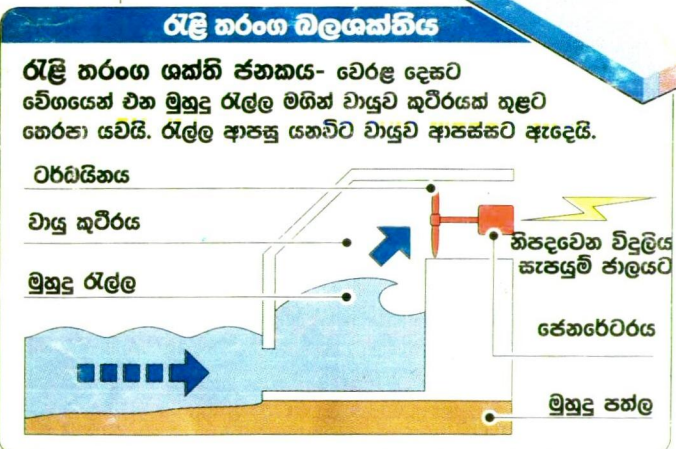 රැළි තරංග බලශක්තිය
රැළි තරංග ශක්ති ජනකය- වෙරළ දෙසට
වේගයෙන් එන මුහුදු රැල්ල මගින් වායුව කුටීරයක් තුළට
තෙරපා යවයි. රැල්ල ආපසු යනවිට වායුව ආපස්සට ඇදෙයි.
ටර්බයිනය
වායු කුටීරය
නිපදවෙන විදුලිය
සැපයුම් ජාලයට
මුහුදු රැල්ල
ජෙනරේටරය
මුහුදු පත්ල